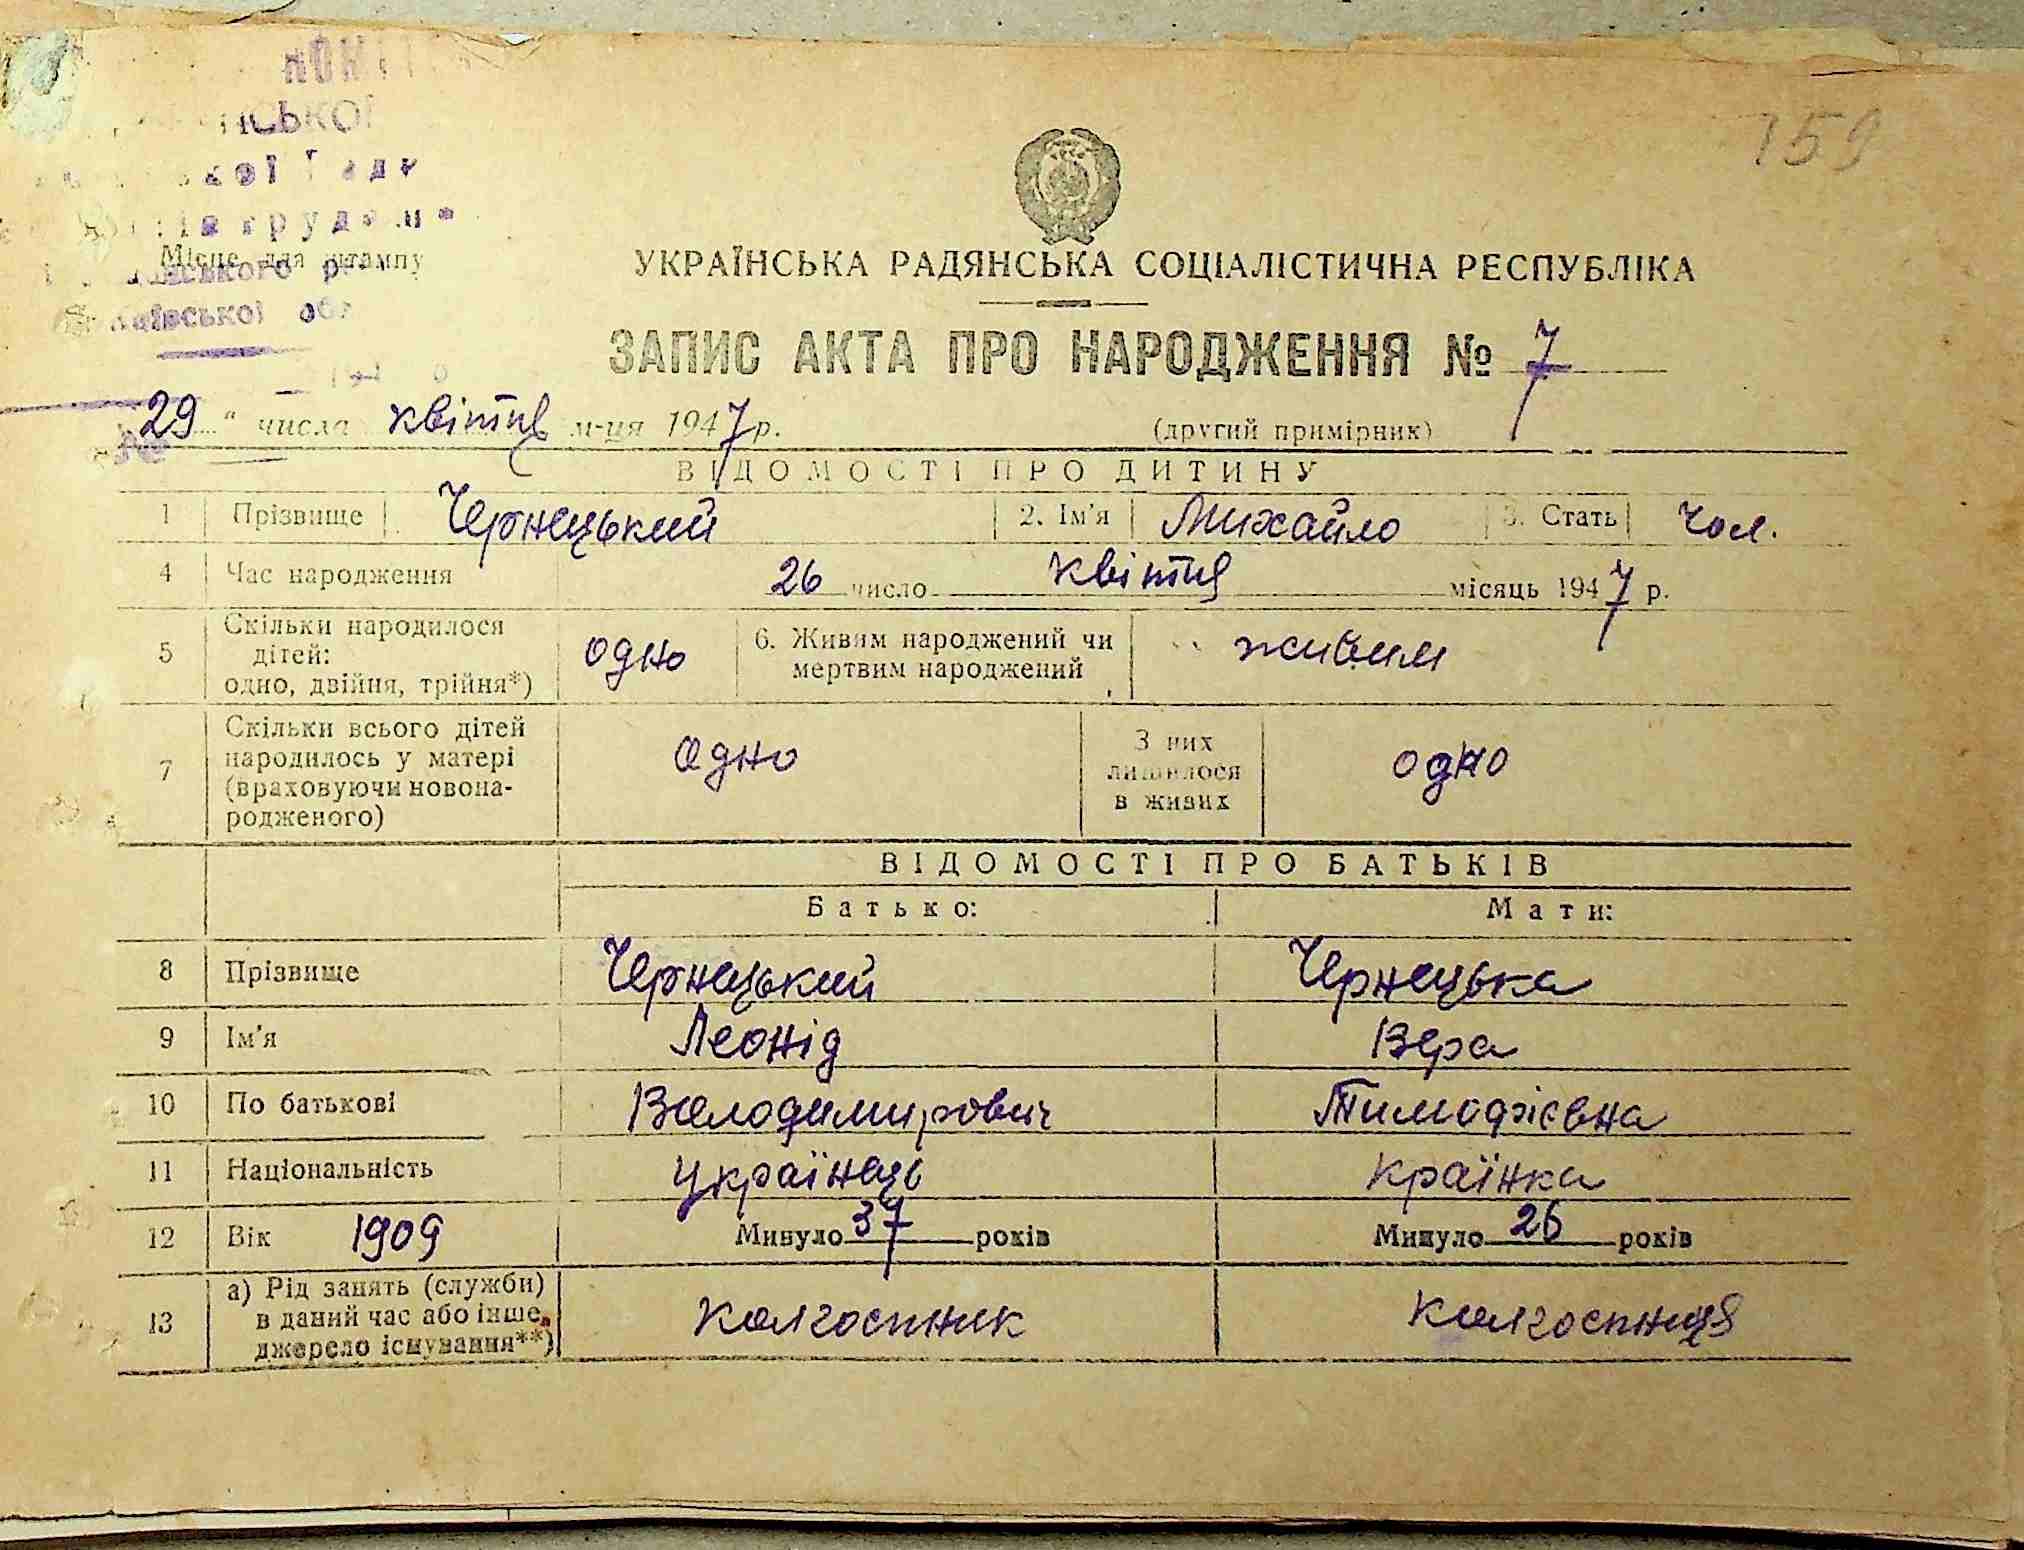 159
Місце для штампу
УКРАЇНСЬКА РАДЯНСЬКА СОЦІАЛІСТИЧНА РЕСПУБЛІКА
ЗАПИС АКТА ПРО НАРОДЖЕННЯ № 7
29 " числа квітня м-ця 1947 р. (другий примірник)
ВІДОМОСТІ ПРО ДИТИНУ
1 Прізвище Чернецький 2. Ім'я Михайло 3. Стать Чол.
4 Час народження 26 число квітня місяць 1947 р.
5 Скільки народилося дітей: одно, двійня, трійня*) одно 6. Живим народжений чи мертвим народжений живим
7 Скільки всього дітей народилось у матері (враховуючи новонародженого) одно З них лишилося в живих одно
ВІДОМОСТІ ПРО БАТЬКІВ
Батько: Мати:
8 Прізвище Чернецький Чернецька
9 Ім'я Леонід Вера
10 По батькові Володимирович Тимофієвна
11 Національність українець країнка
12 Вік 1909 Минуло 37 років Минуло 26 років
13 а) Рід занять (служби) в даний час або інше джерело існування**) Колгоспник Колгоспниця